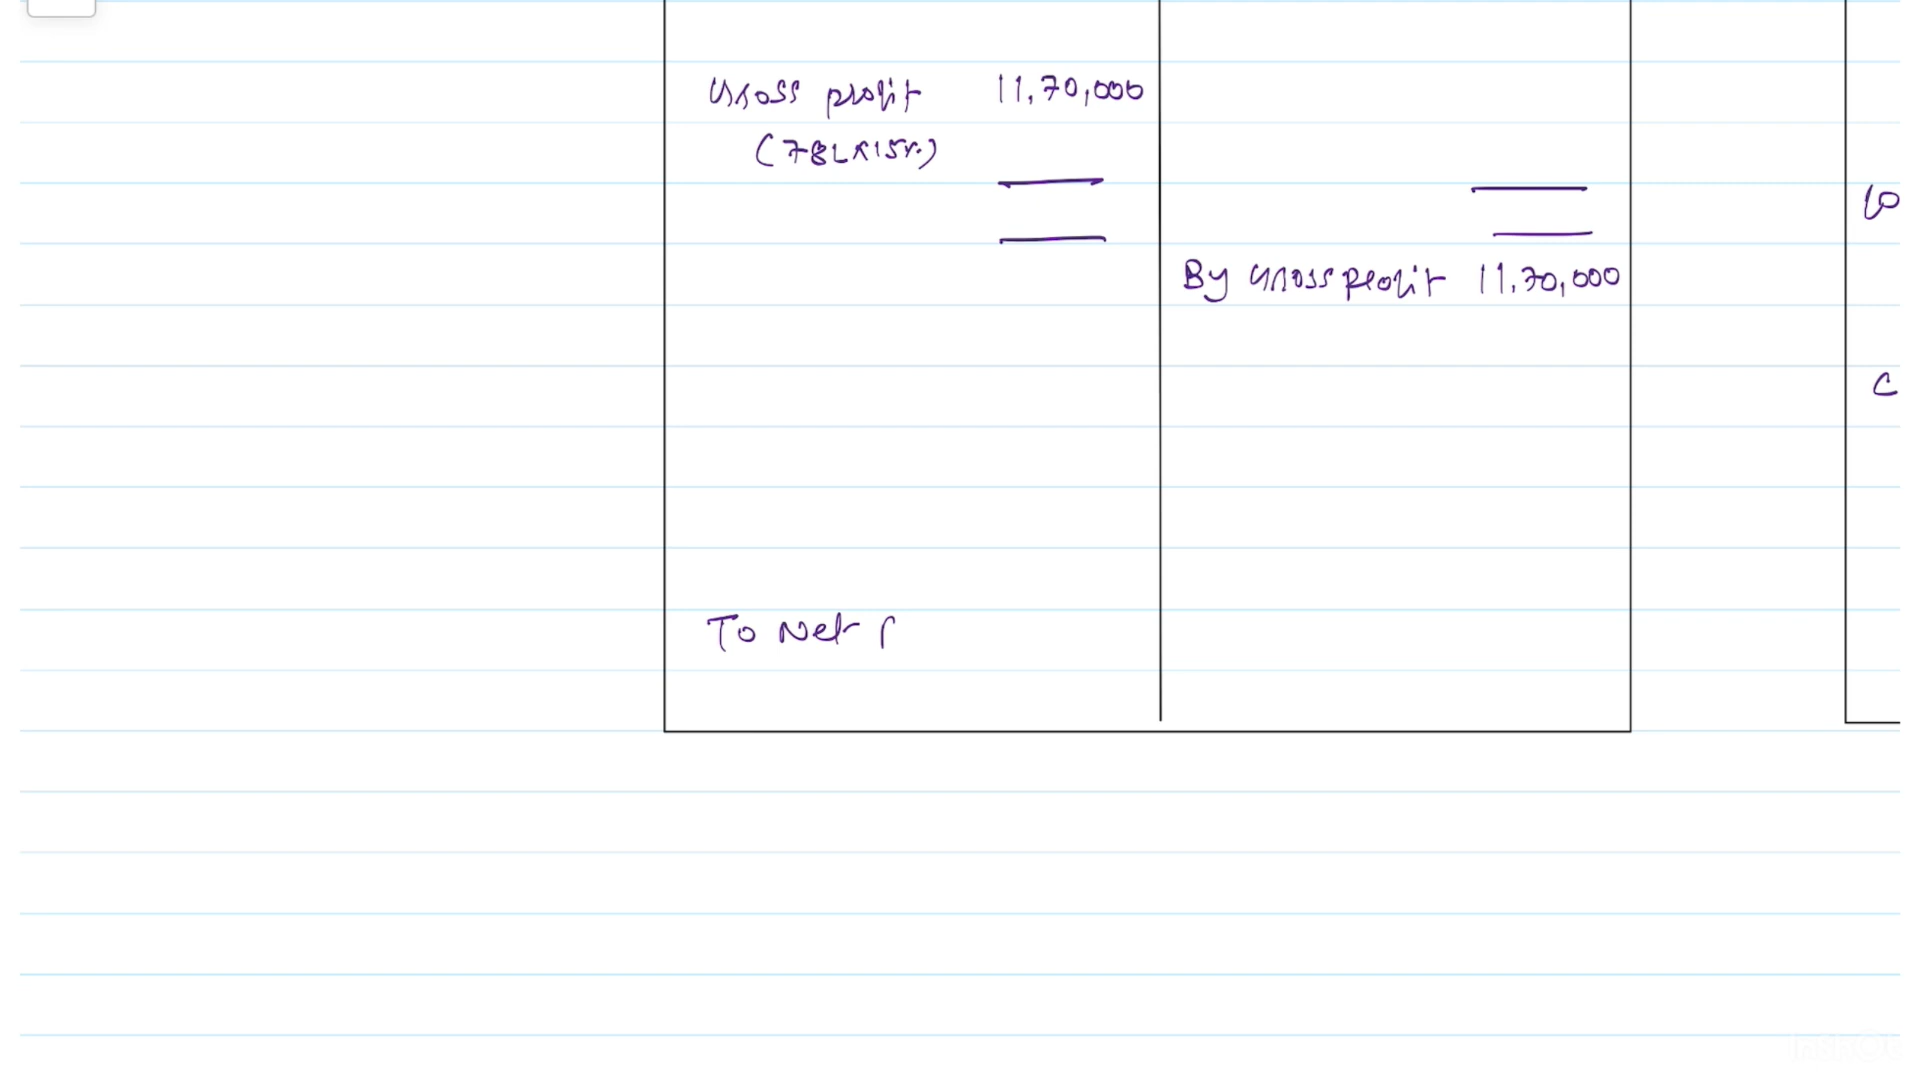 Gross profit 11,70,000
(78L x 15%)
By Gross profit 11,70,000
To Net p